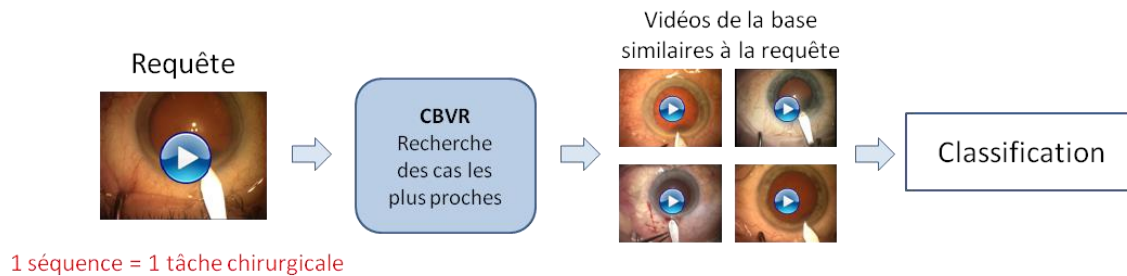 Requête
1 séquence = 1 tâche chirurgicale
CBVR
Recherche
des cas les
plus proches
Vidéos de la base
similaires à la requête
Classification